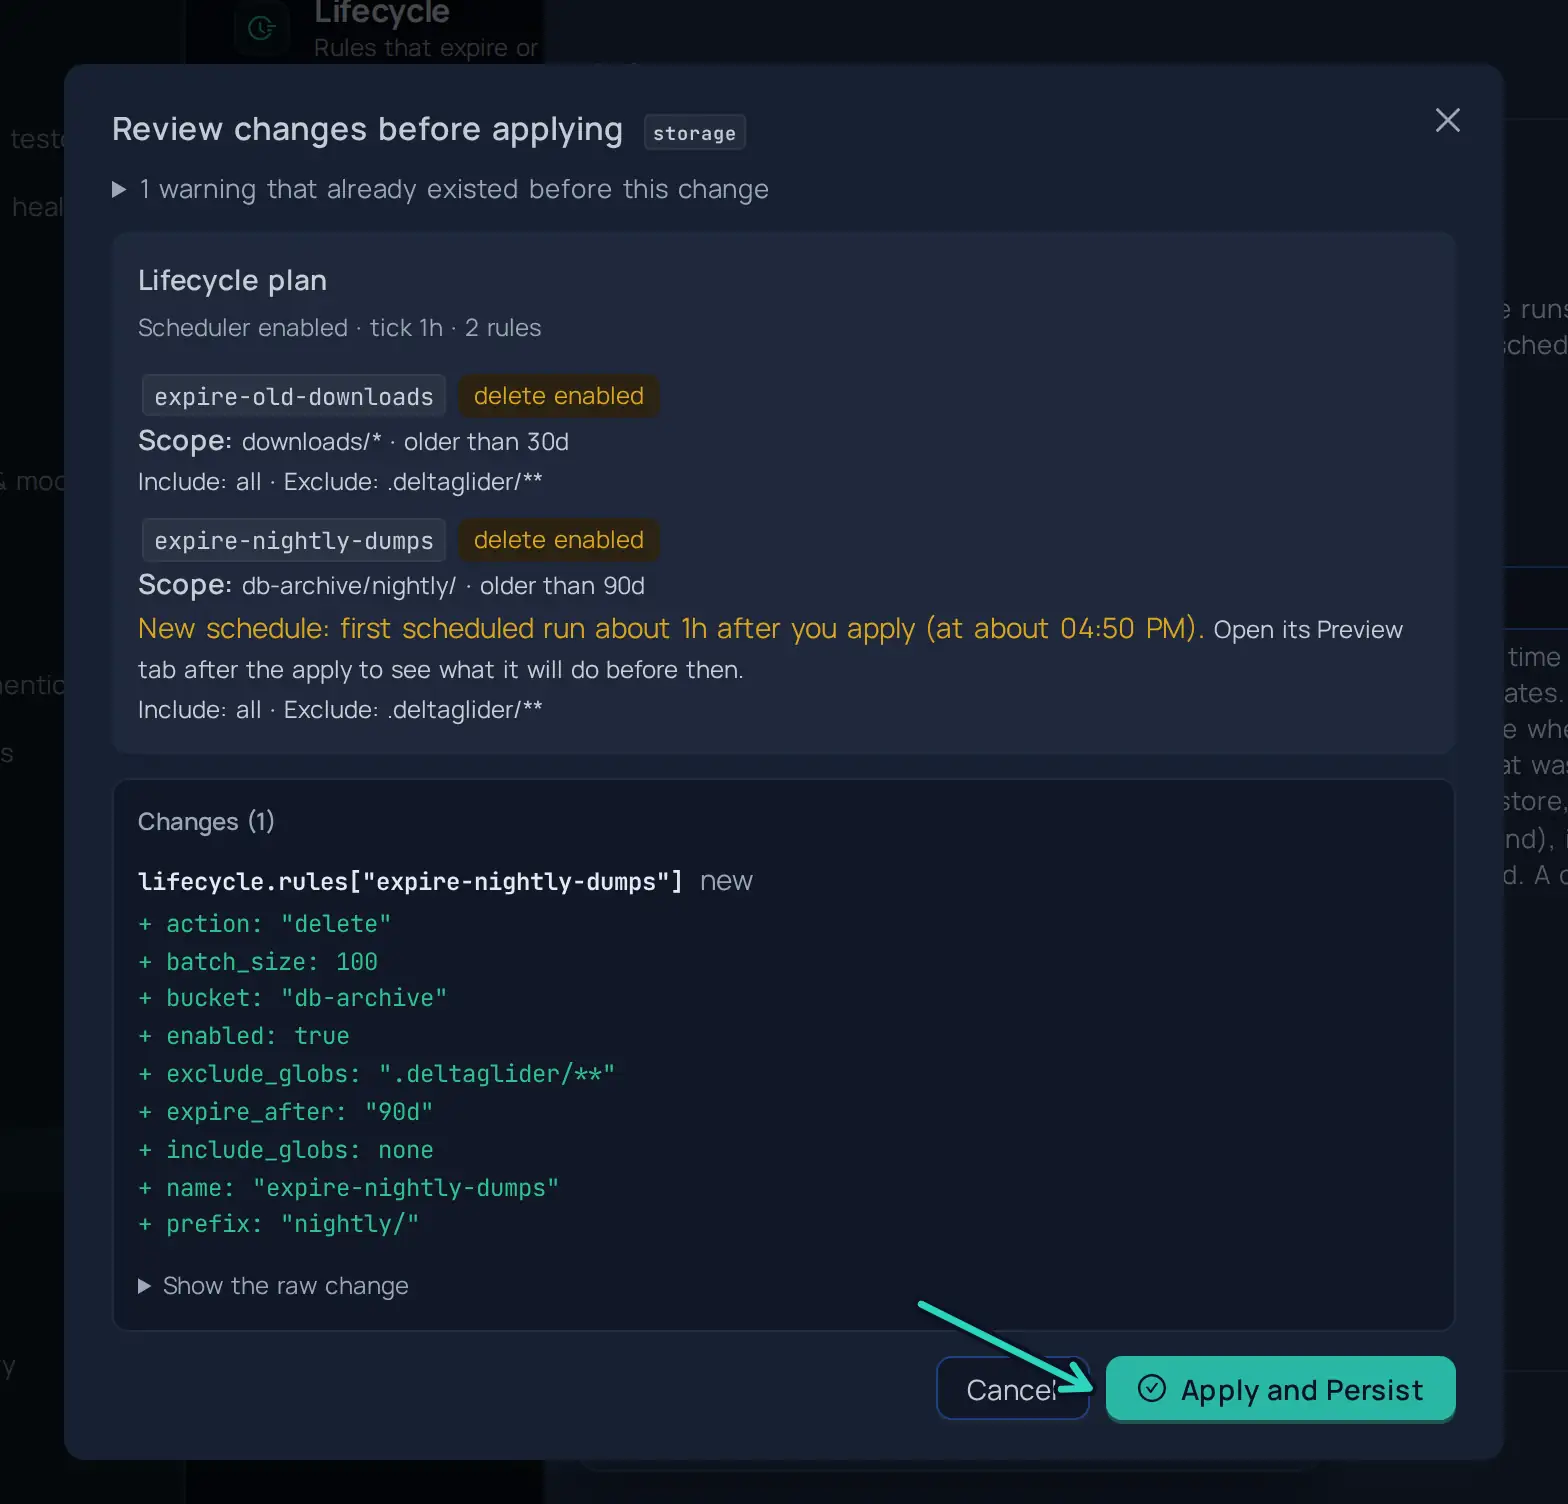 Lifecycle
Rules that expire or
Review changes before applying storage
1 warning that already existed before this change
Lifecycle plan
Scheduler enabled · tick 1h · 2 rules
expire-old-downloads delete enabled
Scope: downloads/* · older than 30d
Include: all · Exclude: .deltaglider/**
expire-nightly-dumps delete enabled
Scope: db-archive/nightly/ · older than 90d
New schedule: first scheduled run about 1h after you apply (at about 04:50 PM). Open its Preview
tab after the apply to see what it will do before then.
Include: all · Exclude: .deltaglider/**
Changes (1)
lifecycle.rules["expire-nightly-dumps"] new
+ action: "delete"
+ batch_size: 100
+ bucket: "db-archive"
+ enabled: true
+ exclude_globs: ".deltaglider/**"
+ expire_after: "90d"
+ include_globs: none
+ name: "expire-nightly-dumps"
+ prefix: "nightly/"
Show the raw change
Cancel Apply and Persist